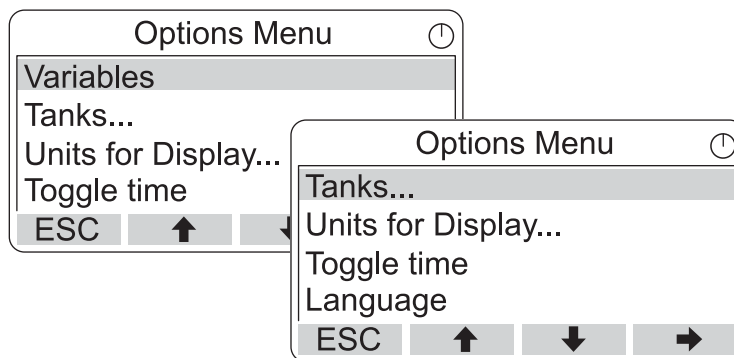 Options Menu
Variables
Tanks...
Units for Display...
Toggle time
ESC
Options Menu
Tanks...
Units for Display...
Toggle time
Language
ESC